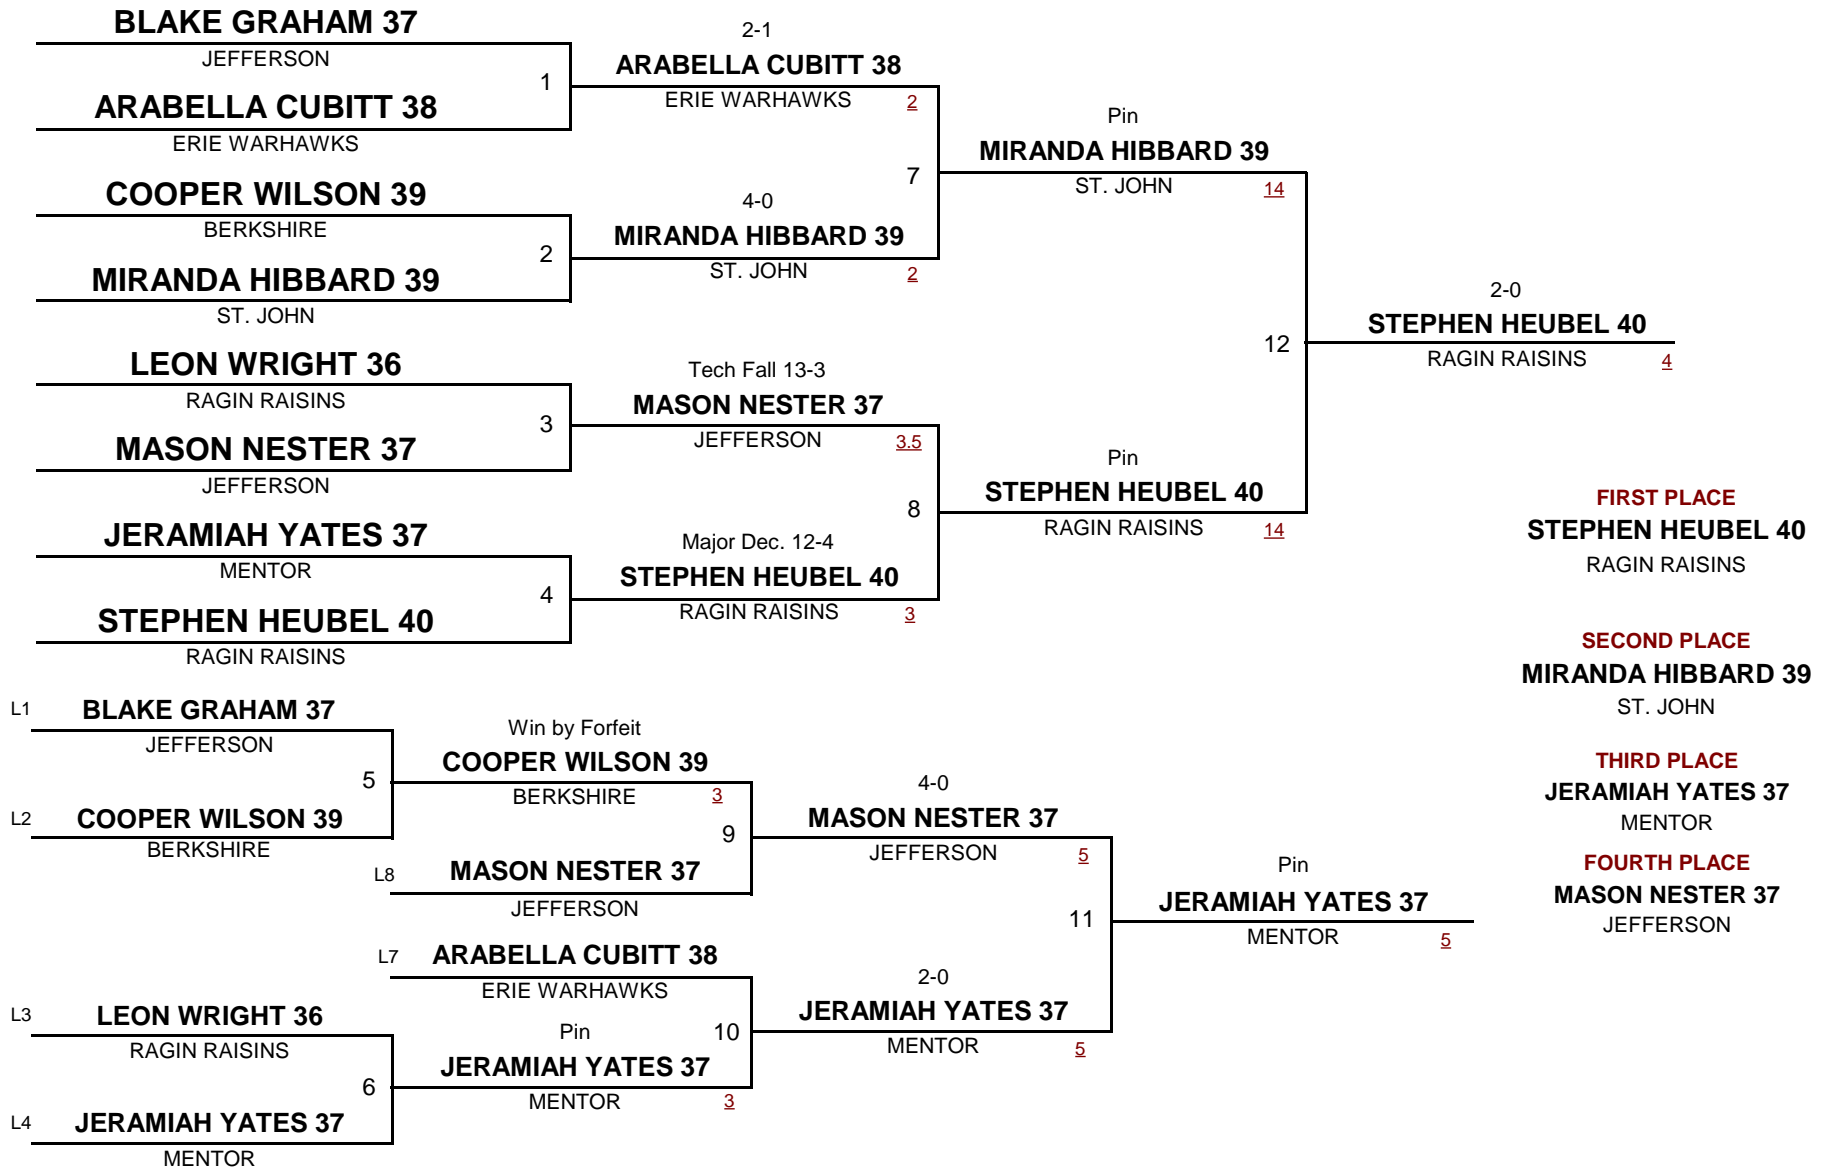 BLAKE GRAHAM 37
JEFFERSON
1
ARABELLA CUBITT 38
ERIE WARHAWKS
COOPER WILSON 39
BERKSHIRE
2
MIRANDA HIBBARD 39
ST. JOHN
LEON WRIGHT 36
RAGIN RAISINS
3
MASON NESTER 37
JEFFERSON
JERAMIAH YATES 37
MENTOR
4
STEPHEN HEUBEL 40
RAGIN RAISINS
2-1
ARABELLA CUBITT 38
ERIE WARHAWKS 2
7
4-0
MIRANDA HIBBARD 39
ST. JOHN 2
Tech Fall 13-3
MASON NESTER 37
JEFFERSON 3.5
8
Major Dec. 12-4
STEPHEN HEUBEL 40
RAGIN RAISINS 3
Pin
MIRANDA HIBBARD 39
ST. JOHN 14
12
Pin
STEPHEN HEUBEL 40
RAGIN RAISINS 14
2-0
STEPHEN HEUBEL 40
RAGIN RAISINS 4
L1 BLAKE GRAHAM 37
JEFFERSON
5
L2 COOPER WILSON 39
BERKSHIRE
L3 LEON WRIGHT 36
RAGIN RAISINS
6
L4 JERAMIAH YATES 37
MENTOR
Win by Forfeit
COOPER WILSON 39
BERKSHIRE 3
9
L8 MASON NESTER 37
JEFFERSON
L7 ARABELLA CUBITT 38
ERIE WARHAWKS
10
Pin
JERAMIAH YATES 37
MENTOR 3
4-0
MASON NESTER 37
JEFFERSON 5
11
2-0
JERAMIAH YATES 37
MENTOR 5
Pin
JERAMIAH YATES 37
MENTOR 5
FIRST PLACE
STEPHEN HEUBEL 40
RAGIN RAISINS
SECOND PLACE
MIRANDA HIBBARD 39
ST. JOHN
THIRD PLACE
JERAMIAH YATES 37
MENTOR
FOURTH PLACE
MASON NESTER 37
JEFFERSON